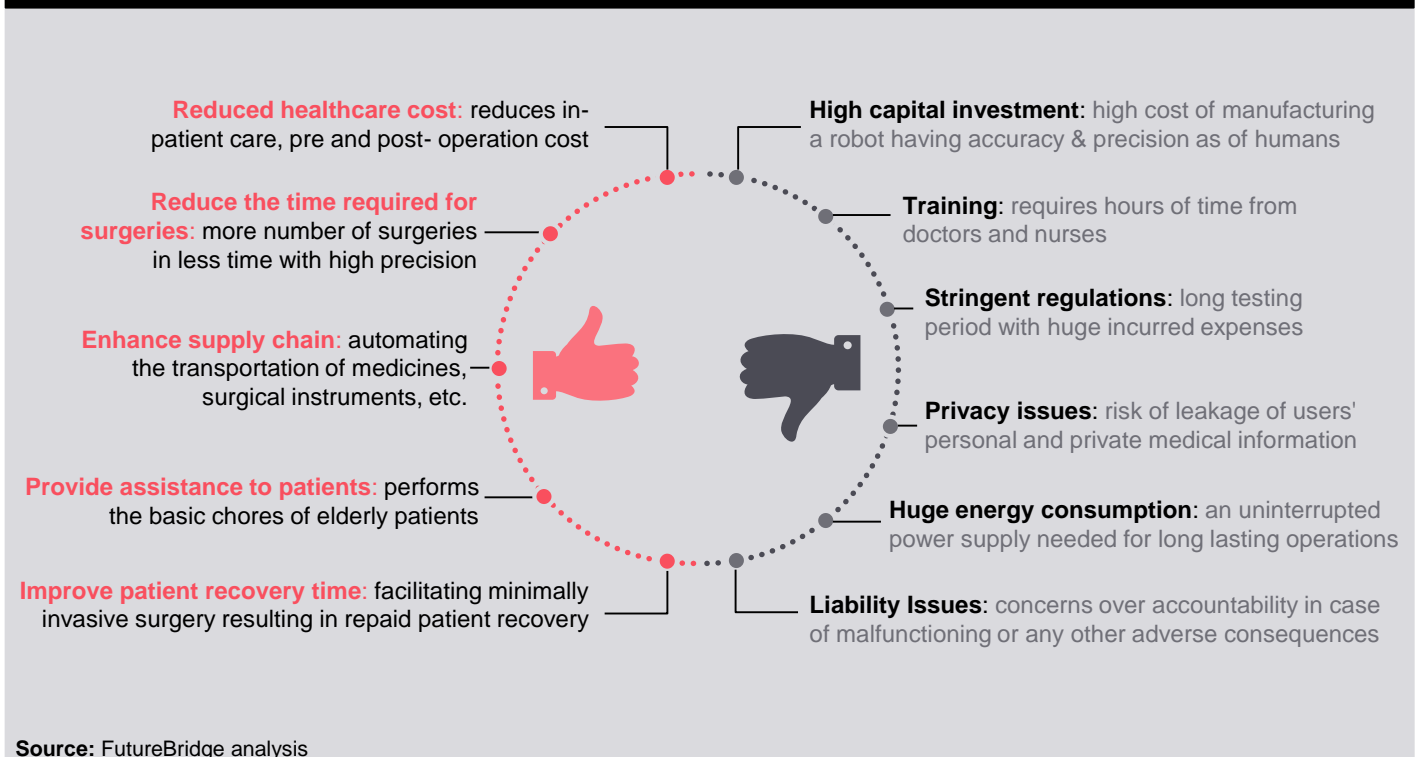 Reduced healthcare cost: reduces in-
patient care, pre and post- operation cost
Reduce the time required for
surgeries: more number of surgeries
in less time with high precision
Enhance supply chain: automating
the transportation of medicines,
surgical instruments, etc.
Provide assistance to patients: performs
the basic chores of elderly patients
Improve patient recovery time: facilitating minimally
invasive surgery resulting in repaid patient recovery
High capital investment: high cost of manufacturing
a robot having accuracy & precision as of humans
Training: requires hours of time from
doctors and nurses
Stringent regulations: long testing
period with huge incurred expenses
Privacy issues: risk of leakage of users'
personal and private medical information
Huge energy consumption: an uninterrupted
power supply needed for long lasting operations
Liability Issues: concerns over accountability in case
of malfunctioning or any other adverse consequences
Source: FutureBridge analysis